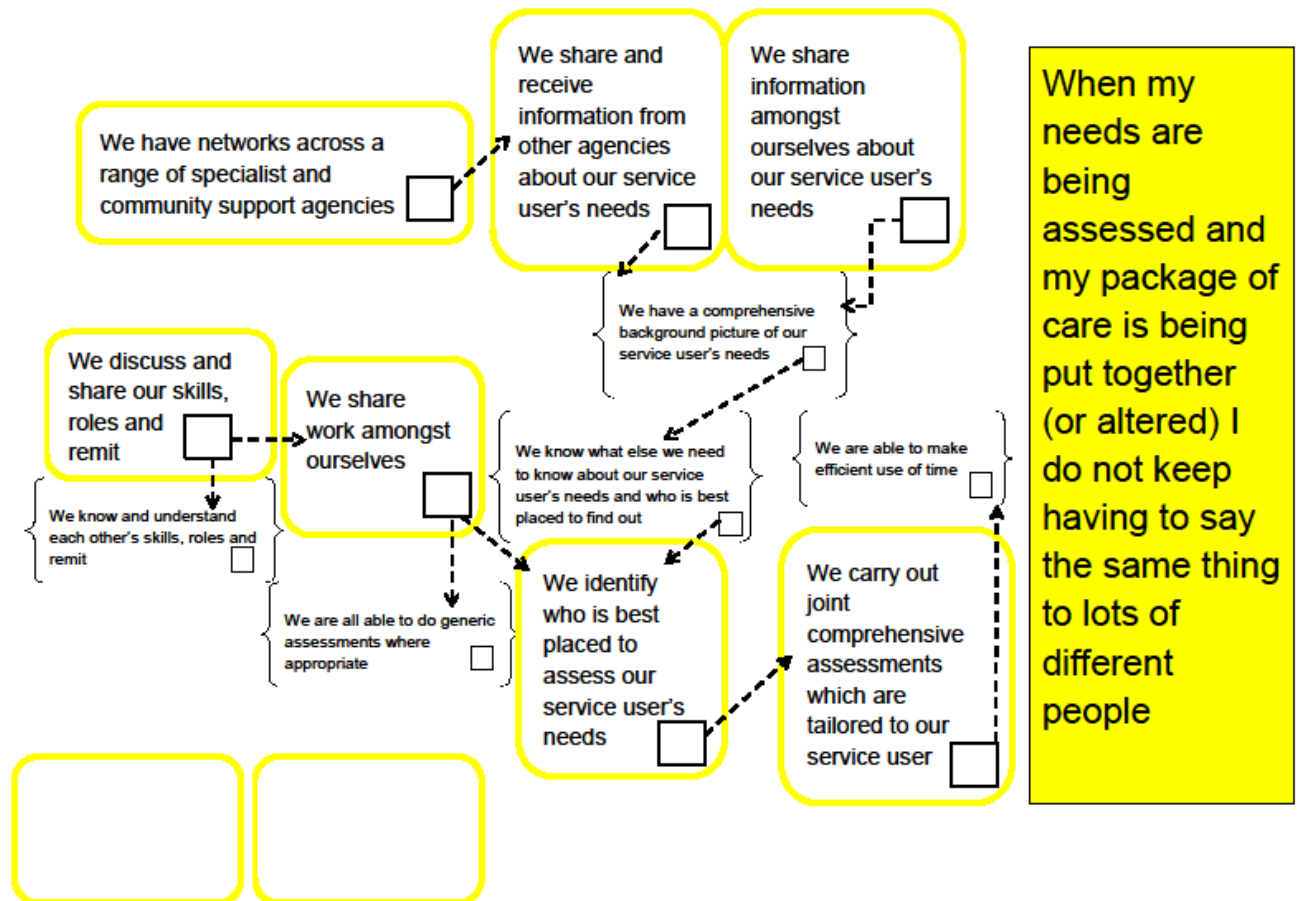 We have networks across a
range of specialist and
community support agencies
We share and
receive
information from
other agencies
about our service
user's needs
We share
information
amongst
ourselves about
our service user's
needs
We have a comprehensive
background picture of our
service user's needs
We discuss and
share our skills,
roles and
remit
We share
work amongst
ourselves
We know what else we need
to know about our service
user's needs and who is best
placed to find out
We are able to make
efficient use of time
We know and understand
each other's skills, roles and
remit
We are all able to do generic
assessments where
appropriate
We identify
who is best
placed to
assess our
service user's
needs
We carry out
joint
comprehensive
assessments
which are
tailored to our
service user
When my
needs are
being
assessed and
my package of
care is being
put together
(or altered) I
do not keep
having to say
the same thing
to lots of
different
people